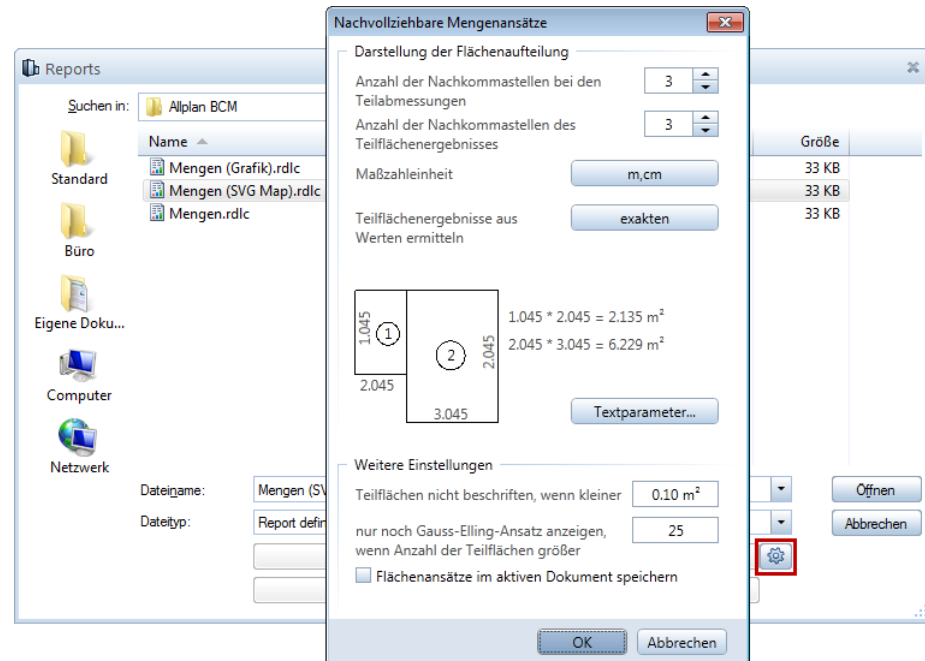 Reports
Suchen in:
Allplan BCM
Name
Größe
Mengen (Grafik).rdlc
33 KB
Mengen (SVG Map).rdlc
33 KB
Mengen.rdlc
33 KB
Standard
Büro
Eigene Doku...
Computer
Netzwerk
Dateiname:
Mengen (SV
Dateityp:
Report defin
Öffnen
Abbrechen
Nachvollziehbare Mengenansätze
Darstellung der Flächenaufteilung
Anzahl der Nachkommastellen bei den
Teilabmessungen
3
Anzahl der Nachkommastellen des
Teilflächenergebnisses
3
Maßzahleinheit
m,cm
Teilflächenergebnisse aus
Werten ermitteln
exakten
1.045
1
2.045
2
2.045
3.045
1.045 * 2.045 = 2.135 m²
2.045 * 3.045 = 6.229 m²
Textparameter...
Weitere Einstellungen
Teilflächen nicht beschriften, wenn kleiner
0.10 m²
nur noch Gauss-Elling-Ansatz anzeigen,
wenn Anzahl der Teilflächen größer
25
Flächenansätze im aktiven Dokument speichern
OK
Abbrechen